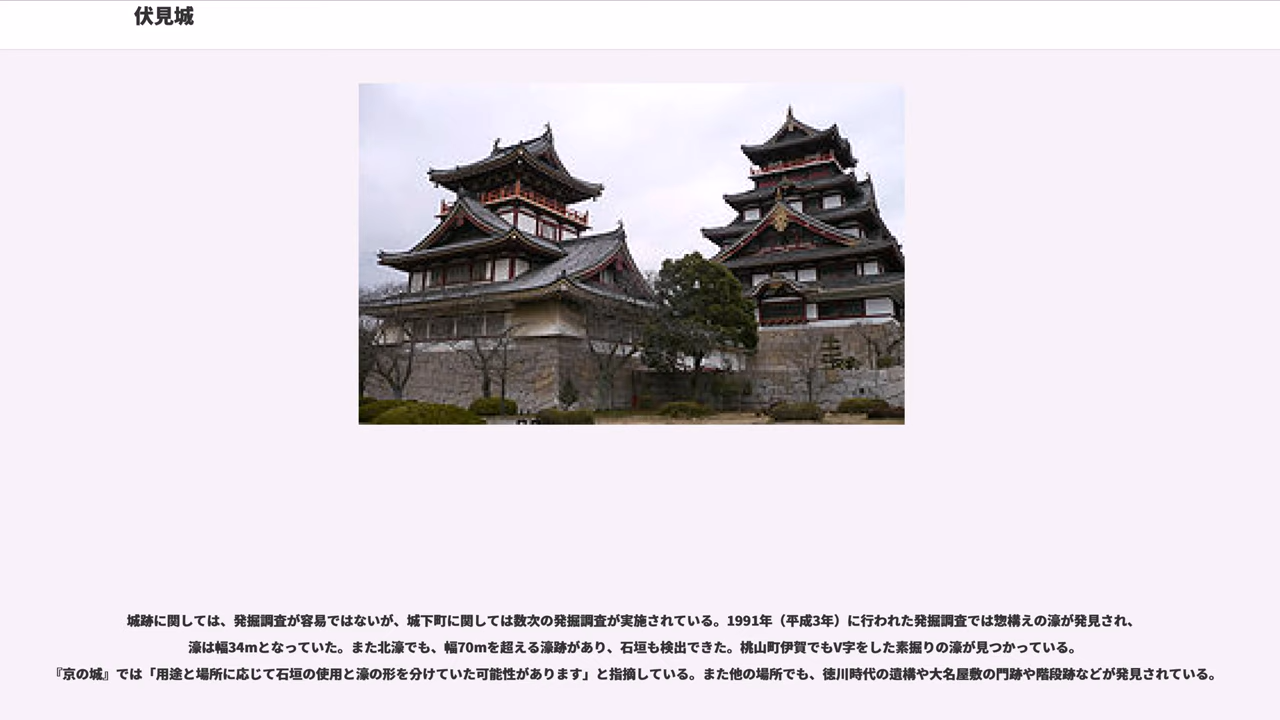 伏見城
城跡に関しては、発掘調査が容易ではないが、城下町に関しては数次の発掘調査が実施されている。1991年（平成3年）に行われた発掘調査では惣構えの濠が発見され、
濠は幅34mとなっていた。また北濠でも、幅70mを超える濠跡があり、石垣も検出できた。桃山町伊賀でもV字をした素掘りの濠が見つかっている。
『京の城』では「用途と場所に応じて石垣の使用と濠の形を分けていた可能性があります」と指摘している。また他の場所でも、徳川時代の遺構や大名屋敷の門跡や階段跡などが発見されている。